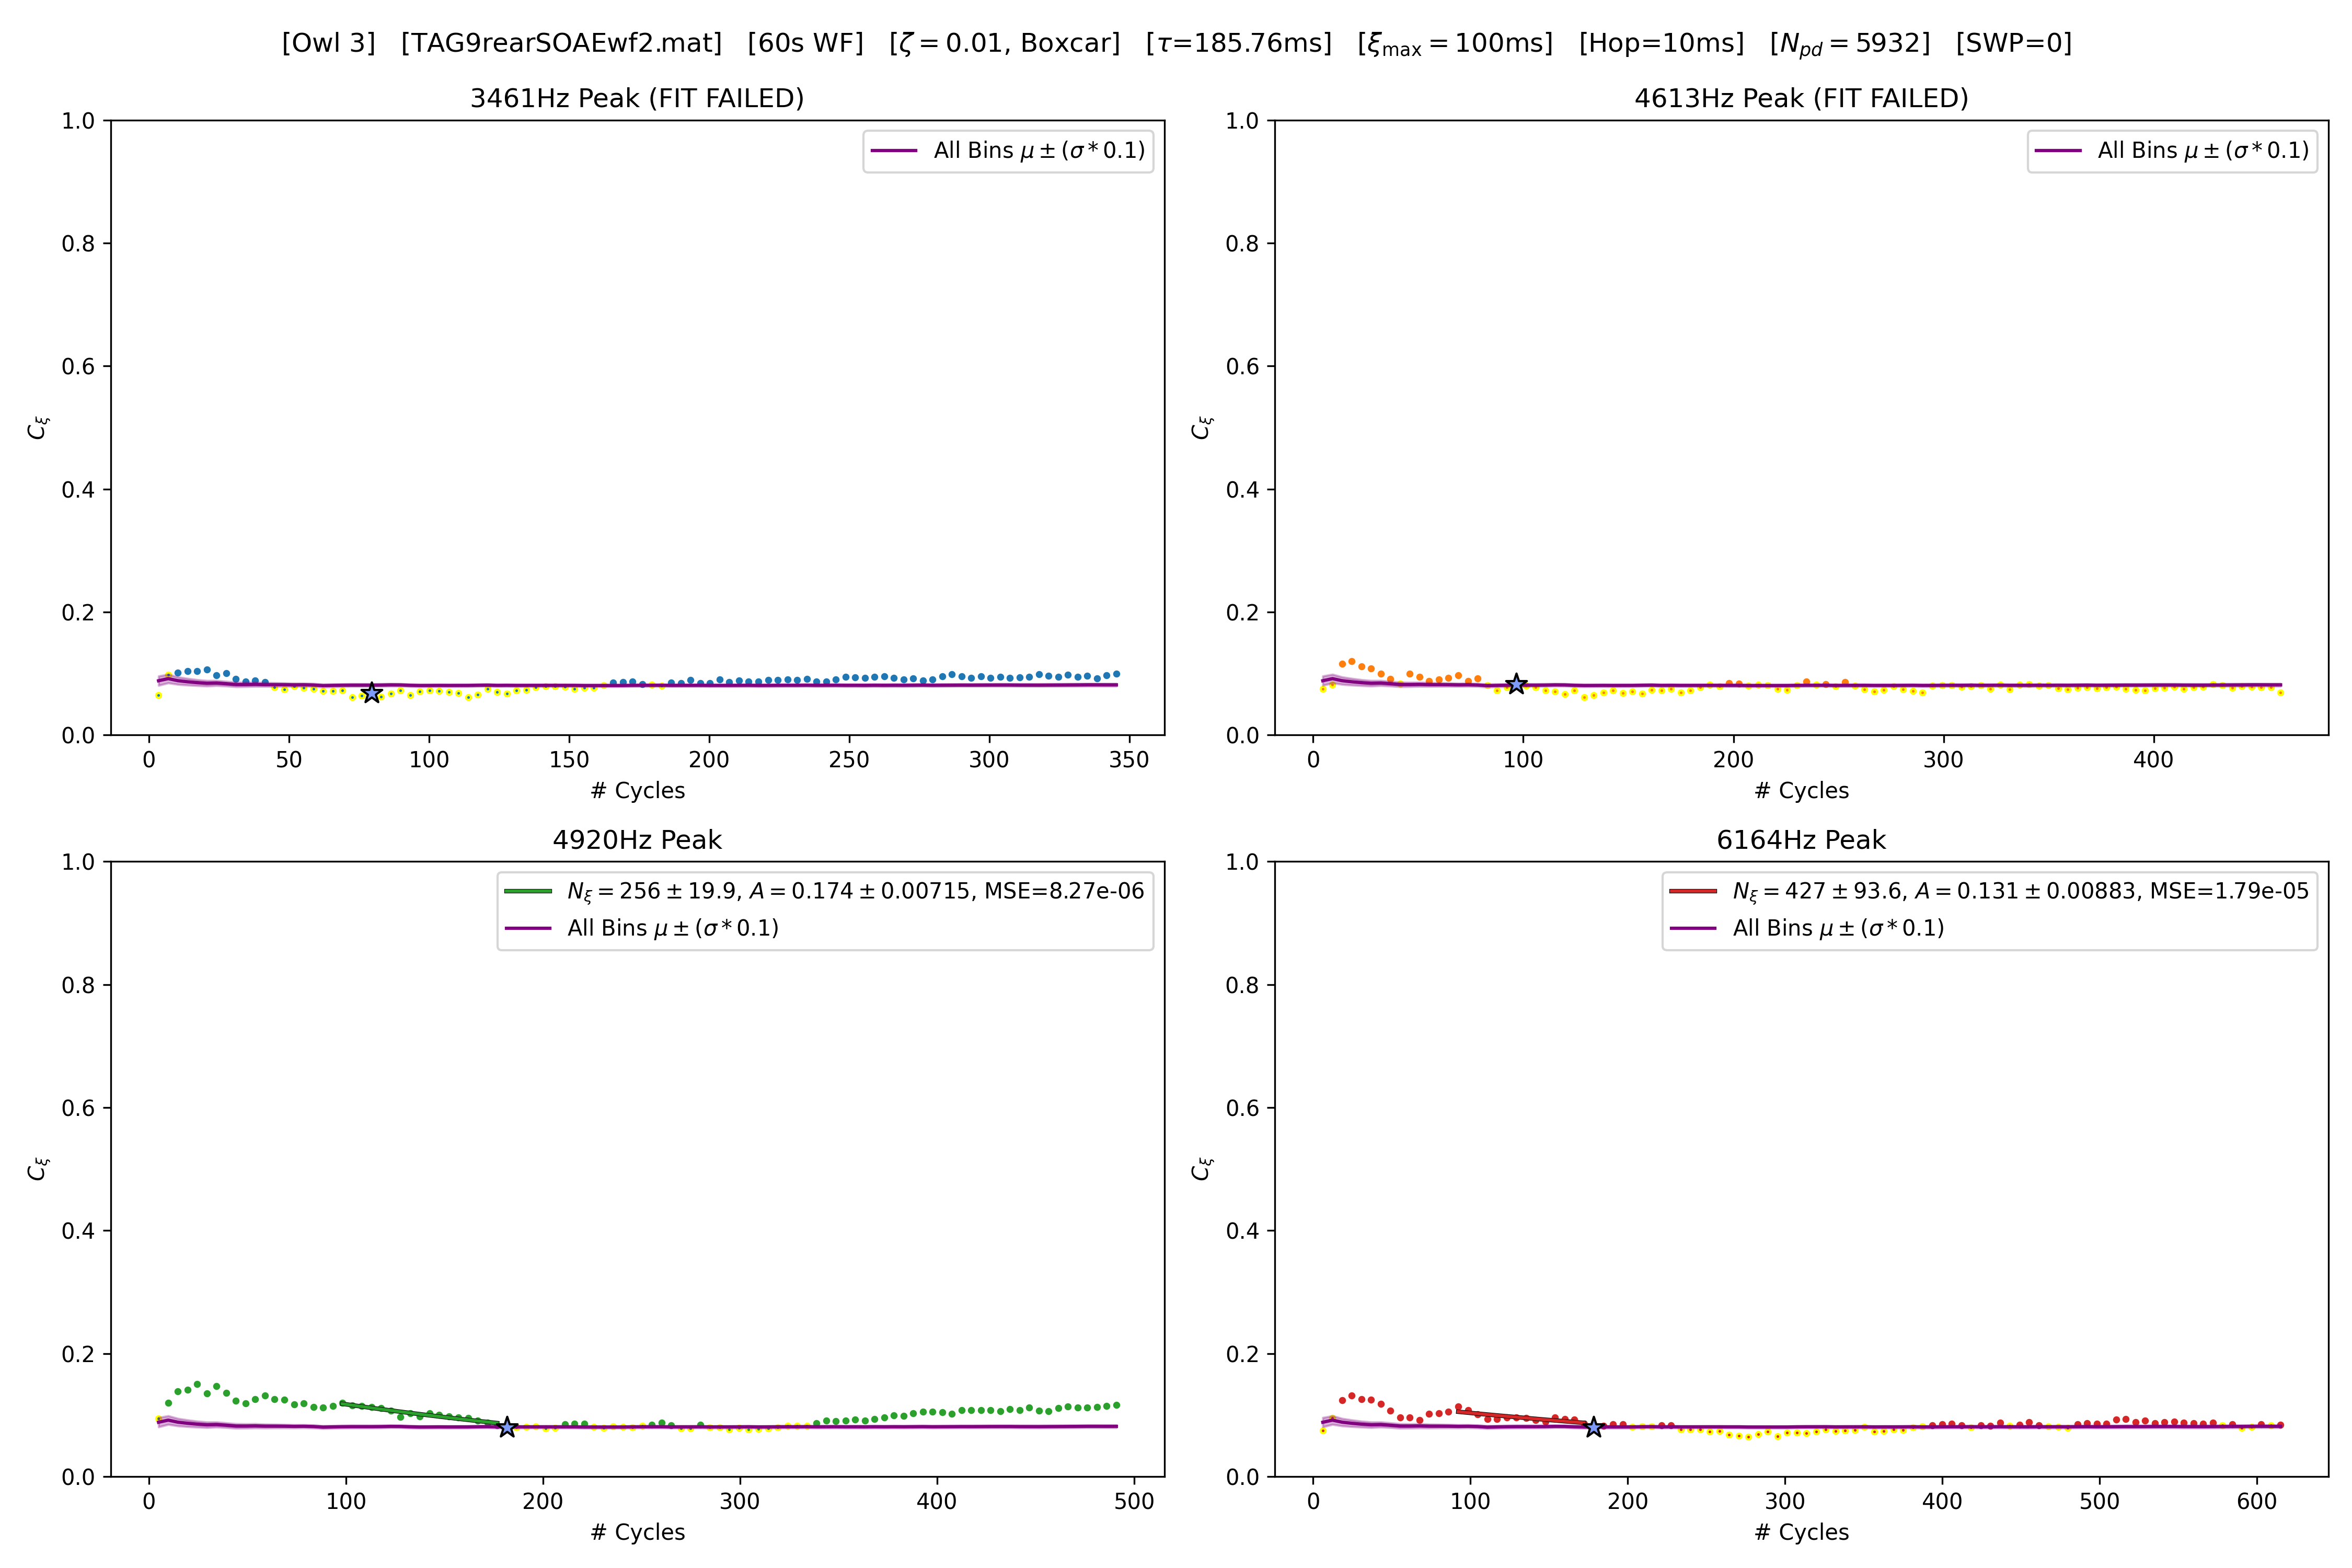 [Owl 3] [TAG9rearSOAEwf2.mat] [60s WF] [ζ = 0.01, Boxcar] [τ=185.76ms] [ξmax = 100ms] [Hop=10ms] [Npd = 5932] [SWP=0]
3461Hz Peak (FIT FAILED)
All Bins μ ± (σ * 0.1)
1.0
0.8
0.6
0.4
0.2
0.0
Cξ
0 50 100 150 200 250 300 350
# Cycles
4613Hz Peak (FIT FAILED)
All Bins μ ± (σ * 0.1)
1.0
0.8
0.6
0.4
0.2
0.0
Cξ
0 100 200 300 400
# Cycles
4920Hz Peak
Nξ = 256 ± 19.9, A = 0.174 ± 0.00715, MSE=8.27e-06
All Bins μ ± (σ * 0.1)
1.0
0.8
0.6
0.4
0.2
0.0
Cξ
0 100 200 300 400 500
# Cycles
6164Hz Peak
Nξ = 427 ± 93.6, A = 0.131 ± 0.00883, MSE=1.79e-05
All Bins μ ± (σ * 0.1)
1.0
0.8
0.6
0.4
0.2
0.0
Cξ
0 100 200 300 400 500 600
# Cycles